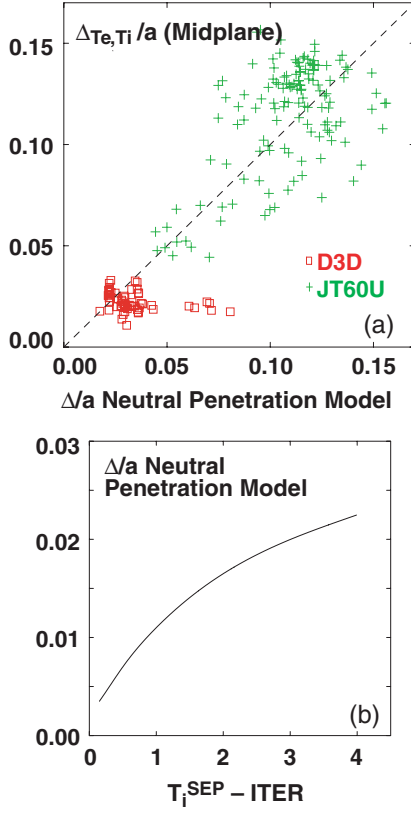 0.15
Δ_Te,Ti /a (Midplane)
0.10
0.05
D3D
JT60U
0.00
(a)
0.00 0.05 0.10 0.15
Δ/a Neutral Penetration Model
0.03
Δ/a Neutral
Penetration Model
0.02
0.01
(b)
0.00
0 1 2 3 4
T_i^SEP – ITER